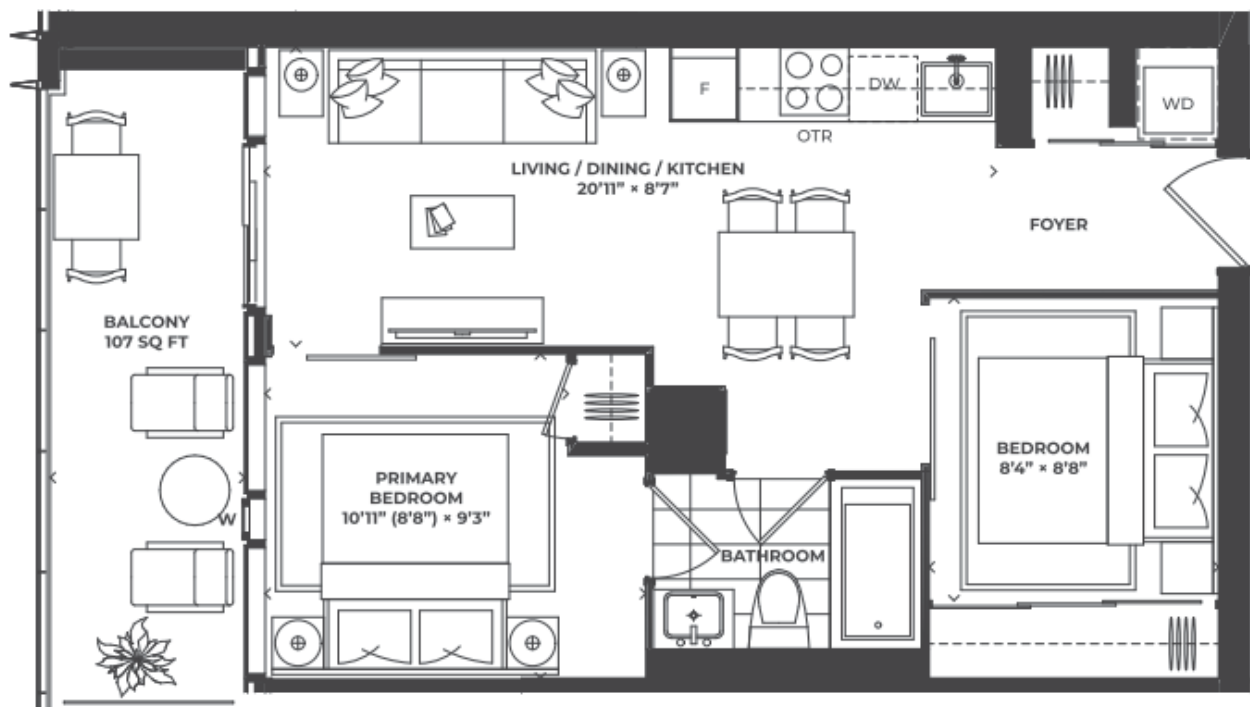 F
DW
WD
OTR
LIVING / DINING / KITCHEN
20'11" × 8'7"
FOYER
BALCONY
107 SQ FT
BEDROOM
8'4" × 8'8"
PRIMARY
BEDROOM
10'11" (8'8") × 9'3"
W
BATHROOM